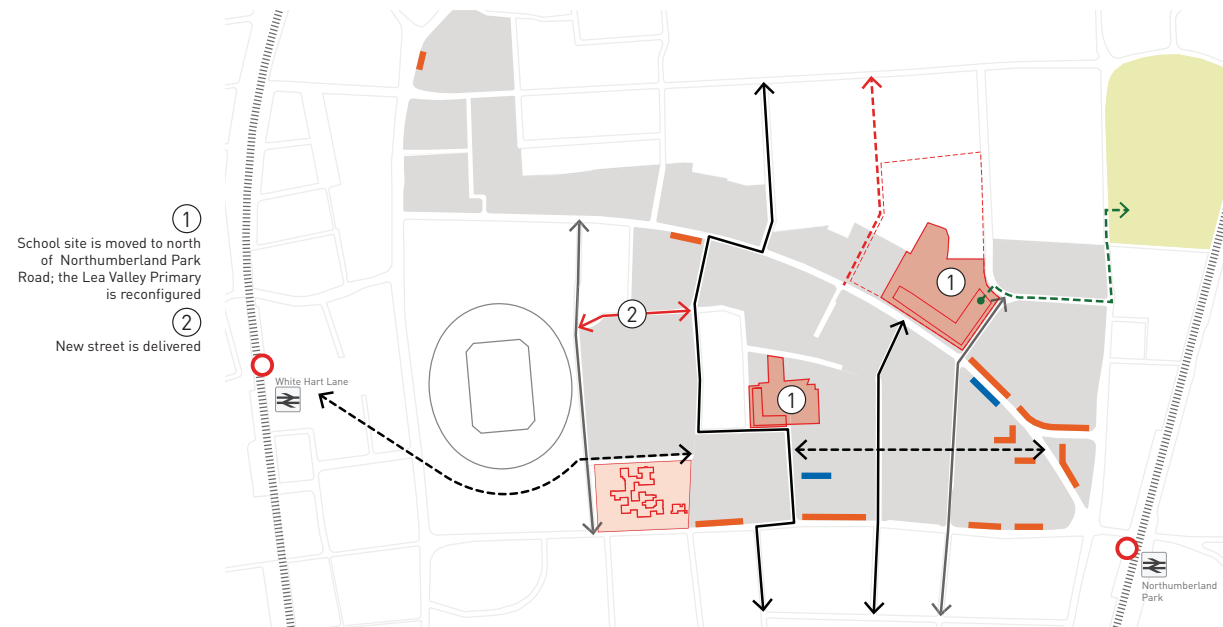 1
School site is moved to north
of Northumberland Park
Road; the Lea Valley Primary
is reconfigured
2
New street is delivered
1
2
1
White Hart Lane
Northumberland
Park